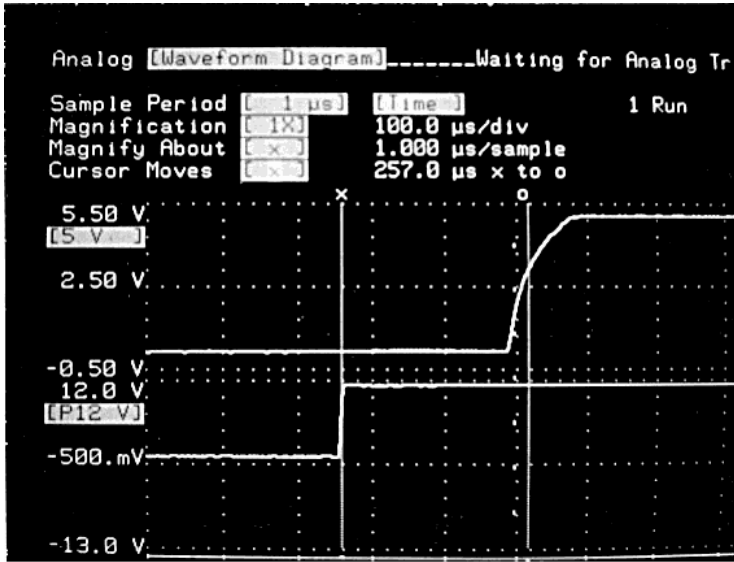 Analog [Waveform Diagram]_______Waiting for Analog Tr
Sample Period [ 1 µs] [Time ] 1 Run
Magnification [ 1X] 100.0 µs/div
Magnify About [ x ] 1.000 µs/sample
Cursor Moves [ x ] 257.0 µs x to o
x o
5.50 V
[5 V ]
2.50 V
-0.50 V
12.0 V
[P12 V]
-500.mV
-13.0 V